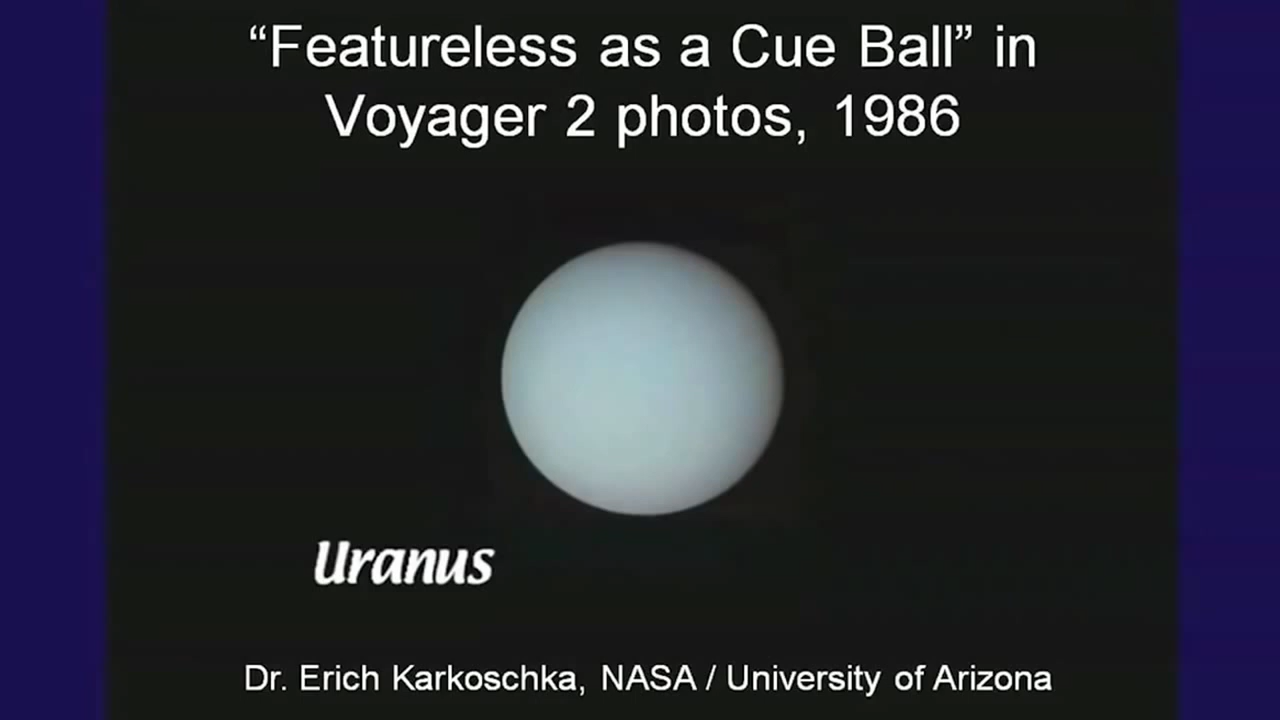 “Featureless as a Cue Ball” in
Voyager 2 photos, 1986
Uranus
Dr. Erich Karkoschka, NASA / University of Arizona